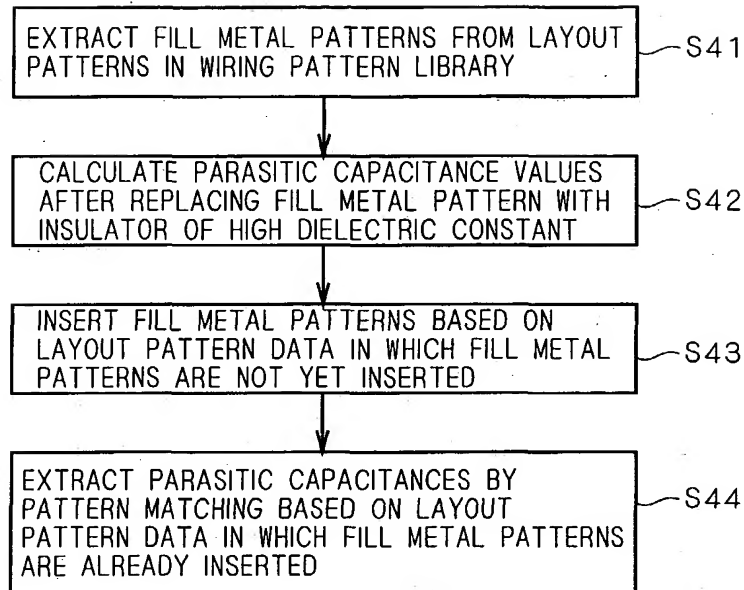 EXTRACT FILL METAL PATTERNS FROM LAYOUT
PATTERNS IN WIRING PATTERN LIBRARY
S41
CALCULATE PARASITIC CAPACITANCE VALUES
AFTER REPLACING FILL METAL PATTERN WITH
INSULATOR OF HIGH DIELECTRIC CONSTANT
S42
INSERT FILL METAL PATTERNS BASED ON
LAYOUT PATTERN DATA IN WHICH FILL METAL
PATTERNS ARE NOT YET INSERTED
S43
EXTRACT PARASITIC CAPACITANCES BY
PATTERN MATCHING BASED ON LAYOUT
PATTERN DATA IN WHICH FILL METAL PATTERNS
ARE ALREADY INSERTED
S44